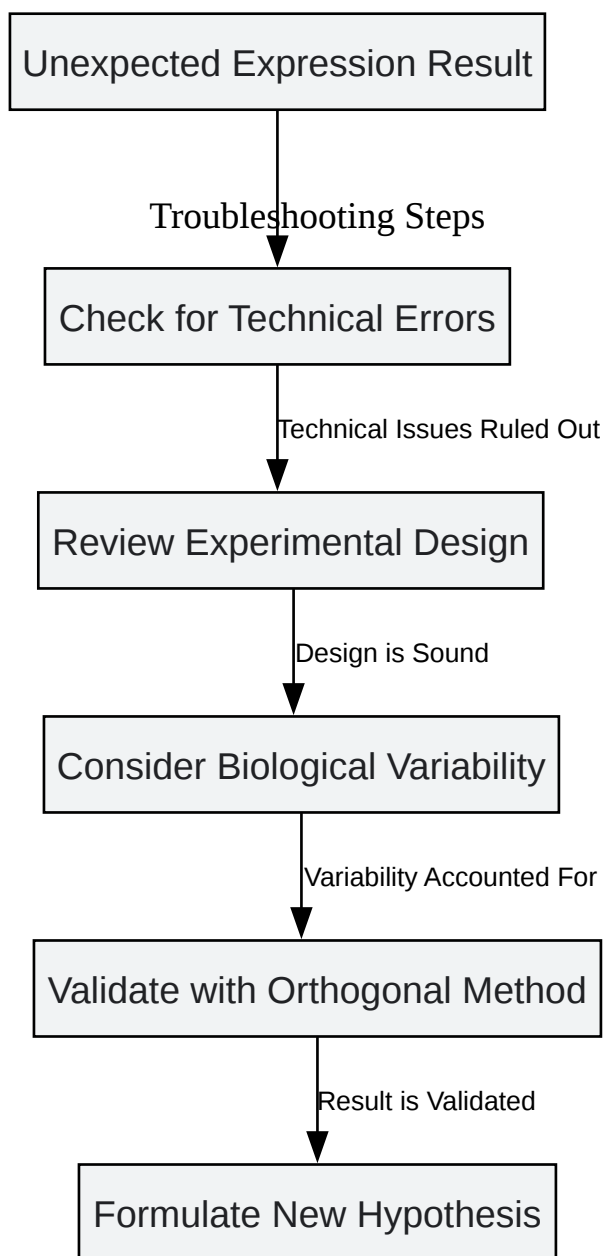 Unexpected Expression Result
Troubleshooting Steps
Check for Technical Errors
Technical Issues Ruled Out
Review Experimental Design
Design is Sound
Consider Biological Variability
Variability Accounted For
Validate with Orthogonal Method
Result is Validated
Formulate New Hypothesis